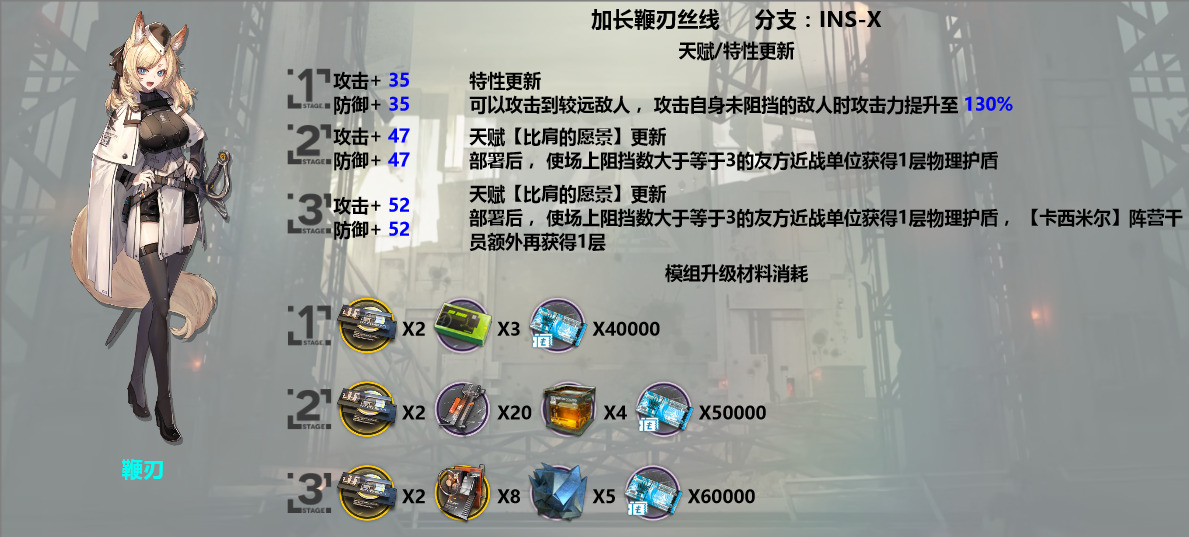 加长鞭刃丝线 分支：INS-X
天赋/特性更新
1 STAGE. 攻击+ 35 特性更新
防御+ 35 可以攻击到较远敌人，攻击自身未阻挡的敌人时攻击力提升至 130%
2 STAGE. 攻击+ 47 天赋【比肩的愿景】更新
防御+ 47 部署后，使场上阻挡数大于等于3的友方近战单位获得1层物理护盾
天赋【比肩的愿景】更新
3 STAGE. 攻击+ 52 部署后，使场上阻挡数大于等于3的友方近战单位获得1层物理护盾，【卡西米尔】阵营干
防御+ 52 员额外再获得1层
模组升级材料消耗
1 STAGE. X2 X3 X40000
2 STAGE. X2 X20 X4 X50000
鞭刃
3 STAGE. X2 X8 X5 X60000